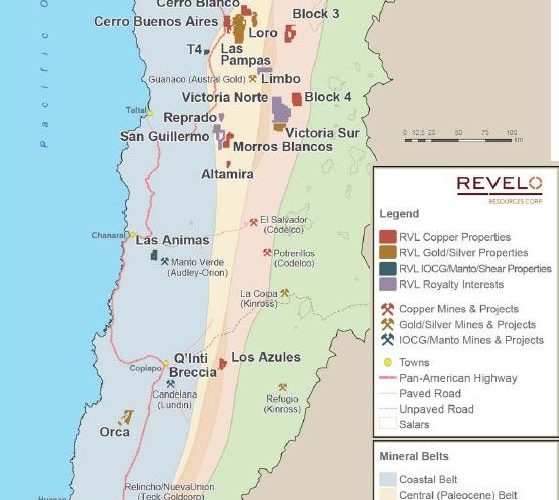 Cerro Blanco
Block 3
Cerro Buenos Aires
Loro
T4
Las
Pampas
Guanaco (Austral Gold)
Limbo
Victoria Norte
Block 4
Taltal
Reprado
San Guillermo
Victoria Sur
Morros Blancos
Altamira
Pacific O
0 12.5 25 50 75 100
km
El Salvador
(Codelco)
Chanaral
Las Animas
Manto Verde
(Audley-Orion)
Potrerillos
(Codelco)
La Coipa
(Kinross)
Q'Inti
Breccia
Los Azules
Copiapo
Candelaria
(Lundin)
Refugio
(Kinross)
Orca
Relincho/NuevaUnion
(Teck Goldcorp)
REVELO
RESOURCES CORP.
Legend
RVL Copper Properties
RVL Gold/Silver Properties
RVL IOCG/Manto/Shear Properties
RVL Royalty Interests
Copper Mines & Projects
Gold/Silver Mines & Projects
IOCG/Manto Mines & Projects
Towns
Pan-American Highway
Paved Road
Unpaved Road
Salars
Mineral Belts
Coastal Belt
Central (Paleocene) Belt